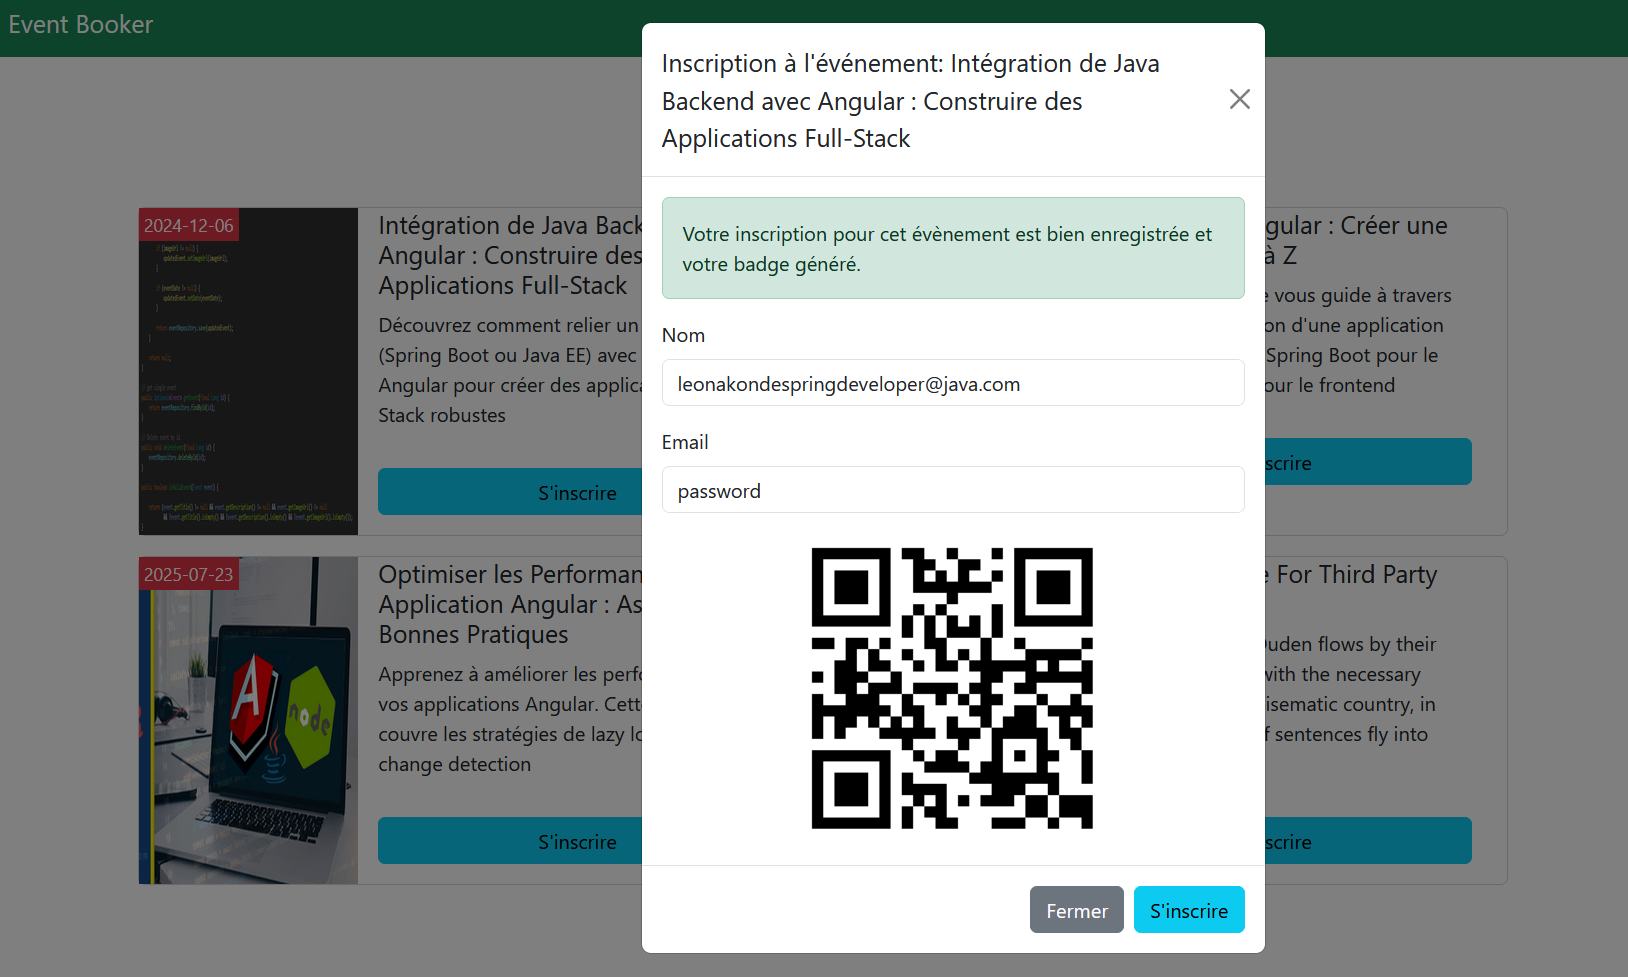 Event Booker
Inscription à l'événement: Intégration de Java
Backend avec Angular : Construire des
Applications Full-Stack
Votre inscription pour cet évènement est bien enregistrée et
votre badge généré.
Nom
leonakondespringdeveloper@java.com
Email
password
Fermer
S'inscrire
2024-12-06
Intégration de Java Back
Angular : Construire des
Applications Full-Stack
Découvrez comment relier un
(Spring Boot ou Java EE) avec
Angular pour créer des applica
Stack robustes
S'inscrire
gular : Créer une
à Z
e vous guide à travers
on d'une application
Spring Boot pour le
our le frontend
scrire
2025-07-23
Optimiser les Performan
Application Angular : As
Bonnes Pratiques
Apprenez à améliorer les perfo
vos applications Angular. Cett
couvre les stratégies de lazy lo
change detection
S'inscrire
node
e For Third Party
Duden flows by their
with the necessary
isematic country, in
f sentences fly into
scrire